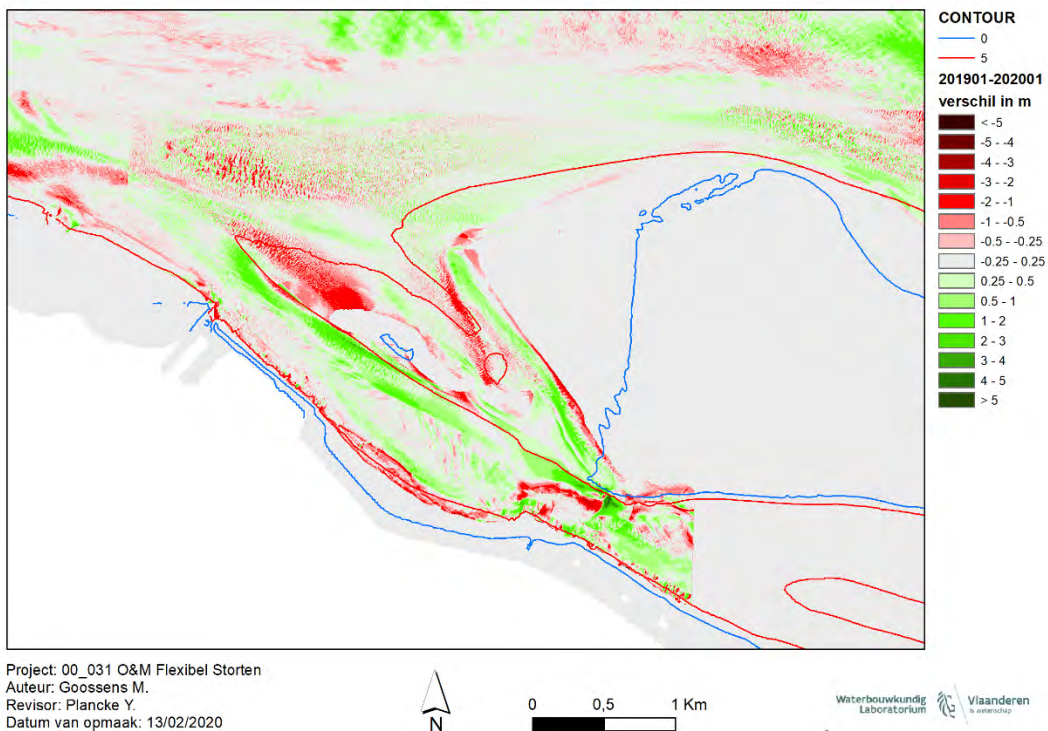 CONTOUR
0
5
201901-202001
verschil in m
< -5
-5 - -4
-4 - -3
-3 - -2
-2 - -1
-1 - -0.5
-0.5 - -0.25
-0.25 - 0.25
0.25 - 0.5
0.5 - 1
1 - 2
2 - 3
3 - 4
4 - 5
> 5
Project: 00_031 O&M Flexibel Storten
Auteur: Goossens M.
Revisor: Plancke Y.
Datum van opmaak: 13/02/2020
N
0 0,5 1 Km
Waterbouwkundig
Laboratorium
Vlaanderen
is wetenschap